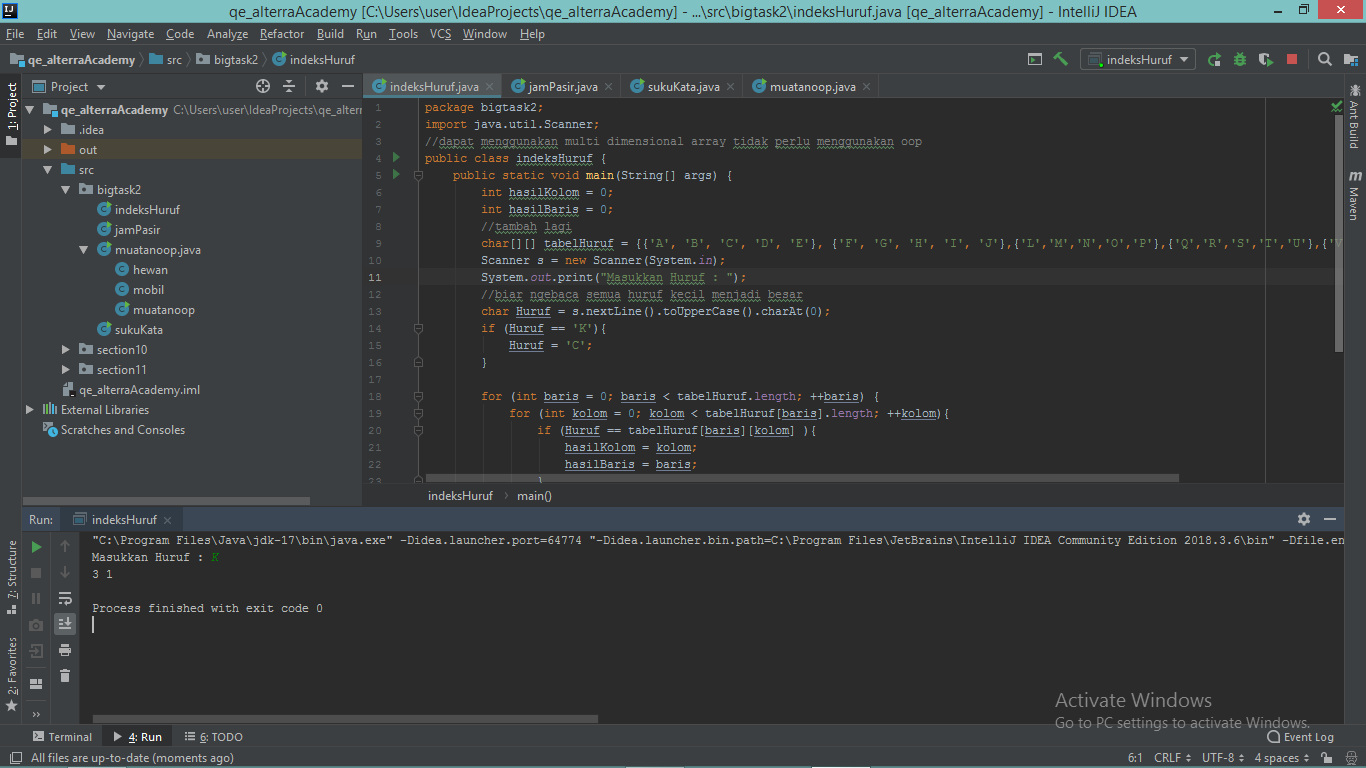 qe_alterraAcademy [C:\Users\user\IdeaProjects\qe_alterraAcademy] - ...\src\bigtask2\indeksHuruf.java [qe_alterraAcademy] - IntelliJ IDEA
File Edit View Navigate Code Analyze Refactor Build Run Tools VCS Window Help
qe_alterraAcademy src bigtask2 indeksHuruf
indeksHuruf
1: Project
Project
qe_alterraAcademy C:\Users\user\IdeaProjects\qe_alterr
.idea
out
src
bigtask2
indeksHuruf
jamPasir
muatanoop.java
hewan
mobil
muatanoop
sukuKata
section10
section11
qe_alterraAcademy.iml
External Libraries
Scratches and Consoles
indeksHuruf.java jamPasir.java sukuKata.java muatanoop.java
1 package bigtask2;
2 import java.util.Scanner;
3 //dapat menggunakan multi dimensional array tidak perlu menggunakan oop
4 public class indeksHuruf {
5 public static void main(String[] args) {
6 int hasilKolom = 0;
7 int hasilBaris = 0;
8 //tambah lagi
9 char[][] tabelHuruf = {{'A', 'B', 'C', 'D', 'E'}, {'F', 'G', 'H', 'I', 'J'},{'L','M','N','O','P'},{'Q','R','S','T','U'},{'V
10 Scanner s = new Scanner(System.in);
11 System.out.print("Masukkan Huruf : ");
12 //biar ngebaca semua huruf kecil menjadi besar
13 char Huruf = s.nextLine().toUpperCase().charAt(0);
14 if (Huruf == 'K'){
15 Huruf = 'C';
16 }
17
18 for (int baris = 0; baris < tabelHuruf.length; ++baris) {
19 for (int kolom = 0; kolom < tabelHuruf[baris].length; ++kolom){
20 if (Huruf == tabelHuruf[baris][kolom] ){
21 hasilKolom = kolom;
22 hasilBaris = baris;
23 }
indeksHuruf main()
Ant Build
Maven
Run: indeksHuruf
"C:\Program Files\Java\jdk-17\bin\java.exe" -Didea.launcher.port=64774 "-Didea.launcher.bin.path=C:\Program Files\JetBrains\IntelliJ IDEA Community Edition 2018.3.6\bin" -Dfile.en
Masukkan Huruf : K
3 1
Process finished with exit code 0
7: Structure
2: Favorites
Activate Windows
Go to PC settings to activate Windows.
Terminal 4: Run 6: TODO
Event Log
All files are up-to-date (moments ago)
6:1 CRLF UTF-8 4 spaces